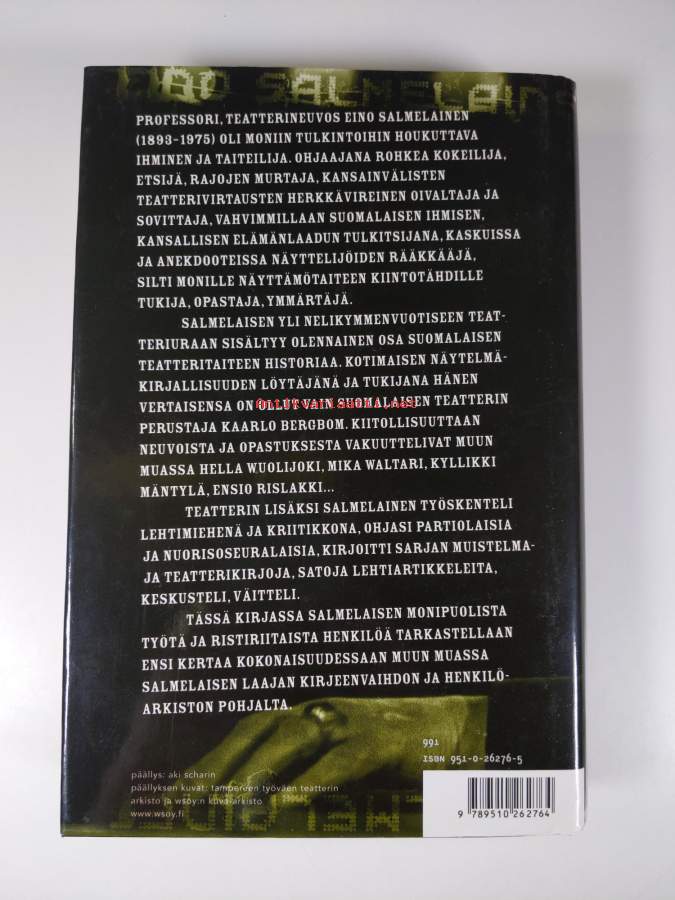 SALMELAIN
PROFESSORI, TEATTERINEUVOS EINO SALMELAINEN
(1893-1975) OLI MONIIN TULKINTOIHIN HOUKUTTAVA
IHMINEN JA TAITEILIJA. OHJAAJANA ROHKEA KOKEILIJA,
ETSIJÄ, RAJOJEN MURTAJA, KANSAINVÄLISTEN
TEATTERIVIRTAUSTEN HERKKÄVIREINEN OIVALTAJA JA
SOVITTAJA, VAHVIMMILLAAN SUOMALAISEN IHMISEN,
KANSALLISEN ELÄMÄNLAADUN TULKITSIJANA, KASKUISSA
JA ANEKDOOTEISSA NÄYTTELIJÖIDEN RÄÄKKÄÄJÄ,
SILTI MONILLE NÄYTTÄMÖTAITEEN KIINTOTÄHDILLE
TUKIJA, OPASTAJA, YMMÄRTÄJÄ.
SALMELAISEN YLI NELIKYMMENVUOTISEEN TEAT-
TERIURAAN SISÄLTYY OLENNAINEN OSA SUOMALAISEN
TEATTERITAITEEN HISTORIAA. KOTIMAISEN NÄYTELMÄ-
KIRJALLISUUDEN LÖYTÄJÄNÄ JA TUKIJANA HÄNEN
VERTAISENSA ON OLLUT VAIN SUOMALAISEN TEATTERIN
Antikvariaatti.net
PERUSTAJA KAARLO BERGBOM. KIITOLLISUUTTAAN
NEUVOISTA JA OPASTUKSESTA VAKUUTTELIVAT MUUN
MUASSA HELLA WUOLIJOKI, MIKA WALTARI, KYLLIKKI
MÄNTYLÄ, ENSIO RISLAKKI...
TEATTERIN LISÄKSI SALMELAINEN TYÖSKENTELI
LEHTIMIEHENÄ JA KRIITIKKONA, OHJASI PARTIOLAISIA
JA NUORISOSEURALAISIA, KIRJOITTI SARJAN MUISTELMA-
JA TEATTERIKIRJOJA, SATOJA LEHTIARTIKKELEITA,
KESKUSTELI, VÄITTELI.
TÄSSÄ KIRJASSA SALMELAISEN MONIPUOLISTA
TYÖTÄ JA RISTIRIITAISTA HENKILÖÄ TARKASTELLAAN
ENSI KERTAA KOKONAISUUDESSAAN MUUN MUASSA
SALMELAISEN LAAJAN KIRJEENVAIHDON JA HENKILÖ-
ARKISTON POHJALTA.
991
ISBN 951-0-26276-5
päällys: aki scharin
päällyksen kuvat: tampereen työväen teatterin
arkisto ja wsoy:n kuva-arkisto
www.wsoy.fi
9 789510 262764